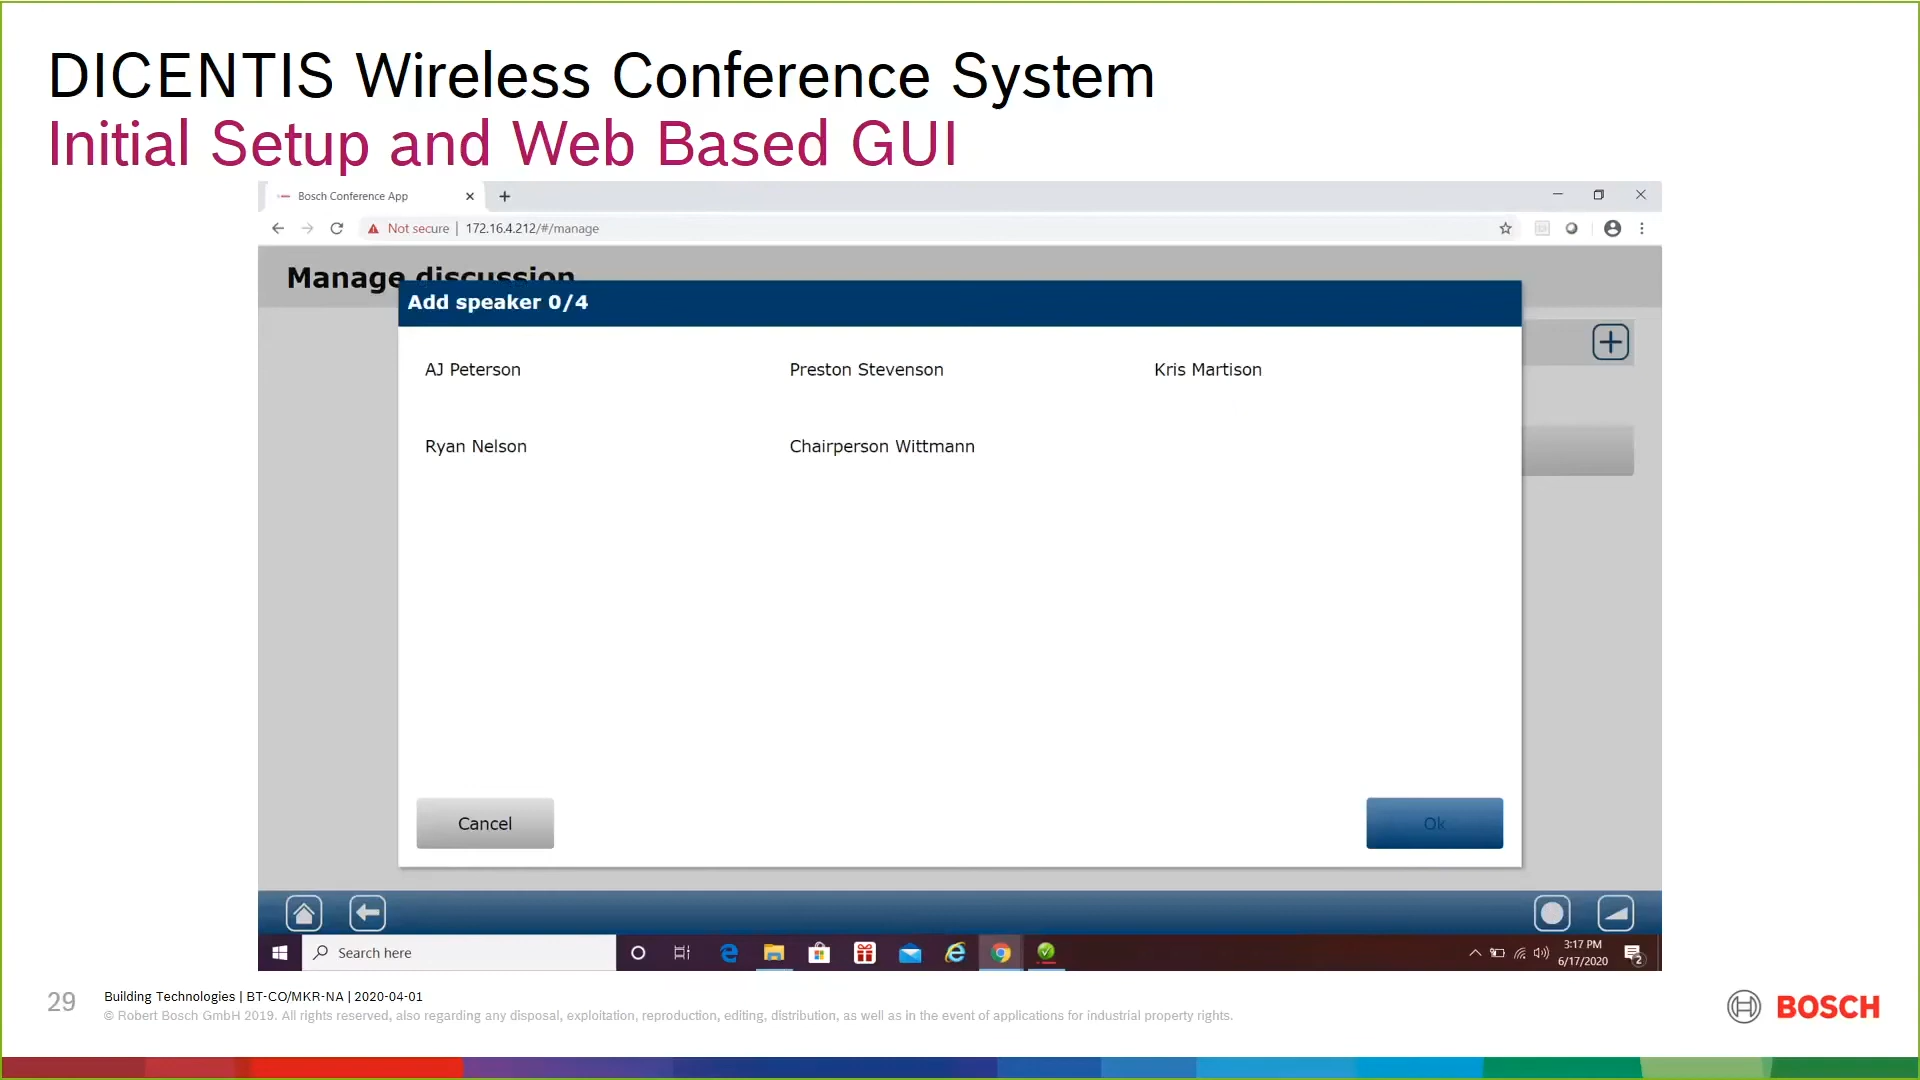 DICENTIS Wireless Conference System
Initial Setup and Web Based GUI
Bosch Conference App
Not secure | 172.16.4.212/#/manage
Manage discussion
Add speaker 0/4
AJ Peterson
Preston Stevenson
Kris Martison
Ryan Nelson
Chairperson Wittmann
Cancel
Ok
Search here
3:17 PM
6/17/2020
2
29
Building Technologies | BT-CO/MKR-NA | 2020-04-01
© Robert Bosch GmbH 2019. All rights reserved, also regarding any disposal, exploitation, reproduction, editing, distribution, as well as in the event of applications for industrial property rights.
BOSCH